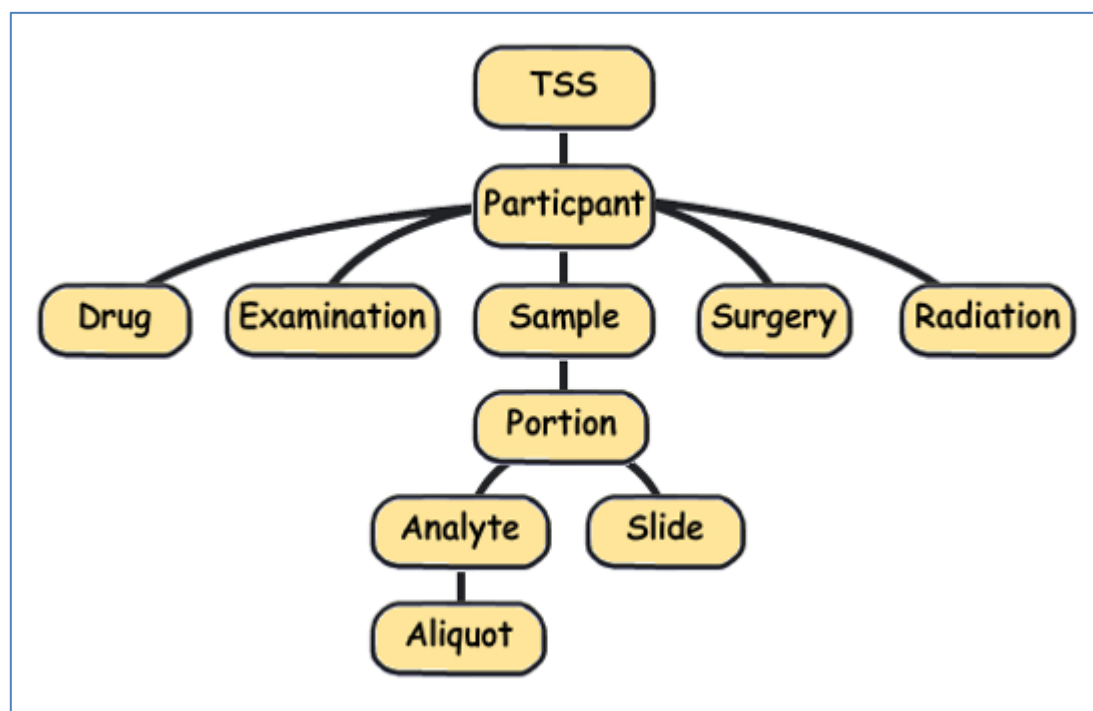 TSS
Particpant
Drug
Examination
Sample
Surgery
Radiation
Portion
Analyte
Slide
Aliquot